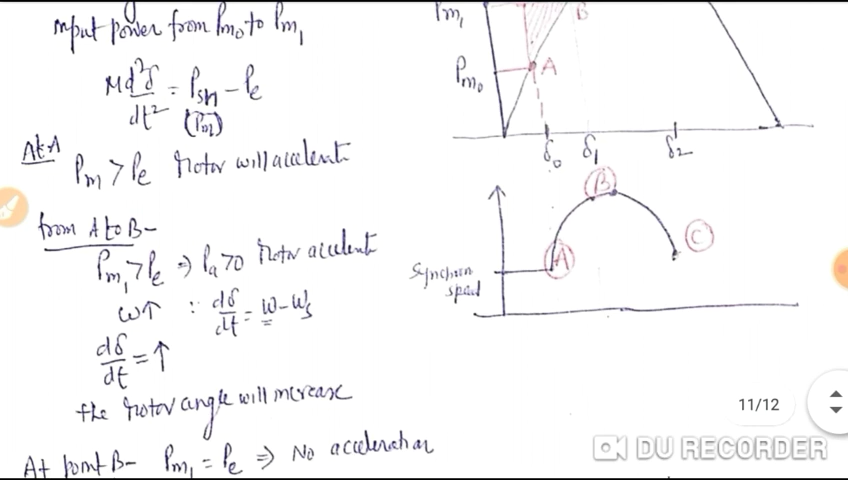 Input power from Pm0 to Pm1
Md²δ/dt² = Psh - Pe
(Pm)
At A
Pm > Pe Rotor will accelerate
from A to B-
Pm1 > Pe ⇒ Pa>0 Rotor accelerate
ω↑ ∵ dδ/dt = ω - ωs
dδ/dt = ↑
the rotor angle will increase
At point B- Pm1 = Pe ⇒ No acceleration
Pm1
B
Pm0
A
δ0 δ1 δ2
B
A
C
Synchron
speed
11/12
DU RECORDER